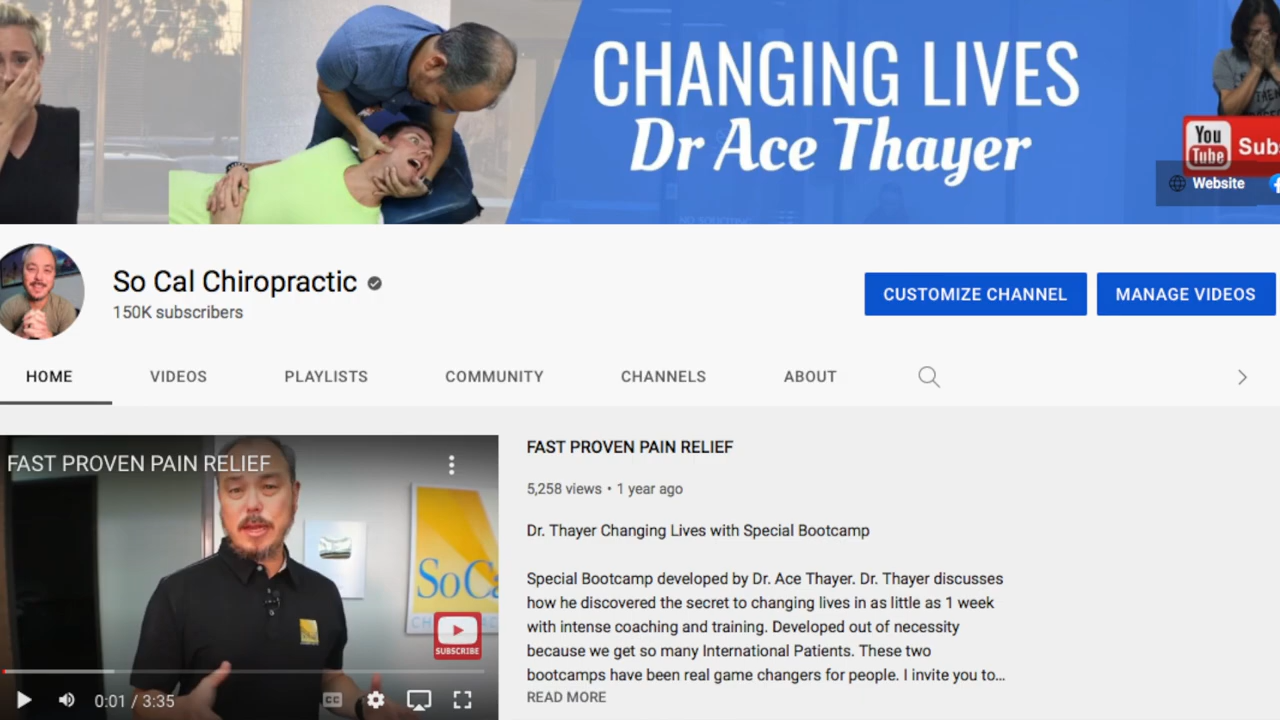 CHANGING LIVES
Dr Ace Thayer
You
Tube
Website
So Cal Chiropractic
150K subscribers
CUSTOMIZE CHANNEL
MANAGE VIDEOS
HOME
VIDEOS
PLAYLISTS
COMMUNITY
CHANNELS
ABOUT
FAST PROVEN PAIN RELIEF
SoC
SUBSCRIBE
CC
0:01 / 3:35
FAST PROVEN PAIN RELIEF
5,258 views • 1 year ago
Dr. Thayer Changing Lives with Special Bootcamp
Special Bootcamp developed by Dr. Ace Thayer. Dr. Thayer discusses
how he discovered the secret to changing lives in as little as 1 week
with intense coaching and training. Developed out of necessity
because we get so many International Patients. These two
bootcamps have been real game changers for people. I invite you to...
READ MORE